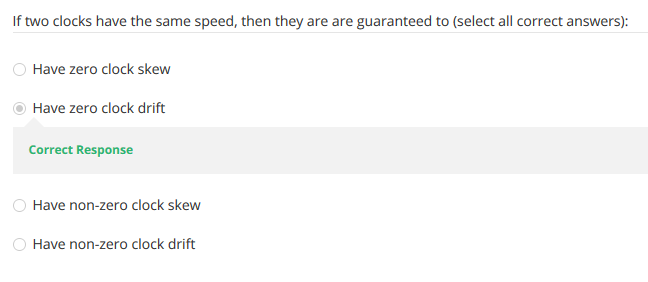 If two clocks have the same speed, then they are are guaranteed to (select all correct answers):
Have zero clock skew
Have zero clock drift
Correct Response
Have non-zero clock skew
Have non-zero clock drift